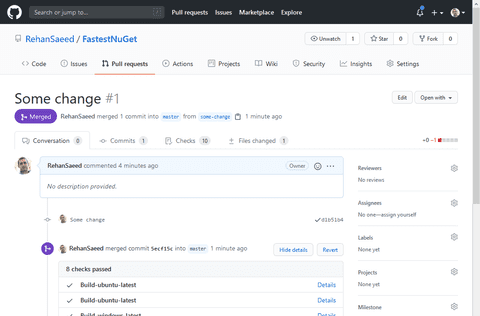 Search or jump to...
/
Pull requests Issues Marketplace Explore
RehanSaeed / FastestNuGet
Unwatch 1 Star 0 Fork 0
Code Issues Pull requests Actions Projects Wiki Security Insights Settings
Some change #1
Edit Open with
Merged RehanSaeed merged 1 commit into master from some-change 1 minute ago
Conversation 0 Commits 1 Checks 10 Files changed 1 +0 −1
RehanSaeed commented 4 minutes ago Owner
No description provided.
Reviewers
No reviews
Assignees
No one—assign yourself
Some change d1b51b4
Labels
None yet
RehanSaeed merged commit 5ecf15c into master 1 minute ago Hide details Revert
8 checks passed
Projects
None yet
Build-ubuntu-latest Details
Build-ubuntu-latest Details
Milestone
Build-windows-latest Details